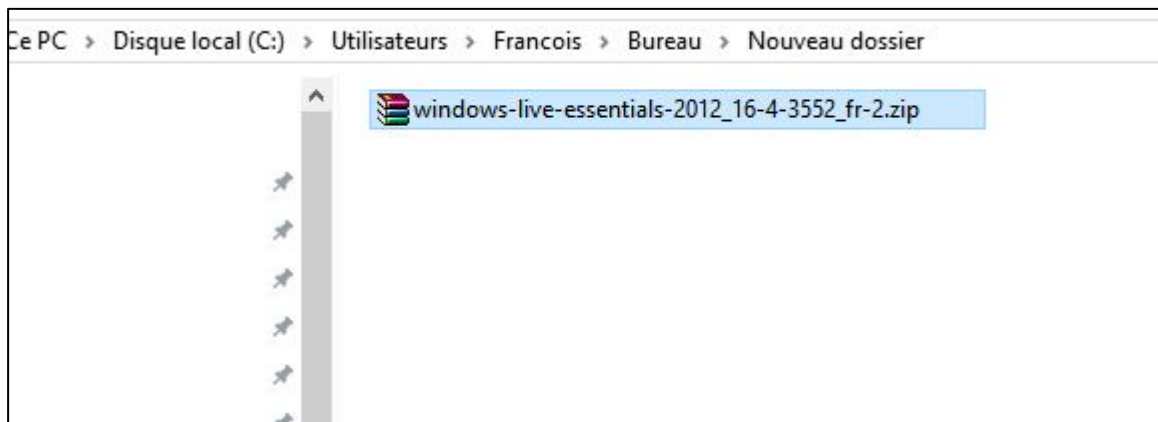 Ce PC > Disque local (C:) > Utilisateurs > Francois > Bureau > Nouveau dossier
windows-live-essentials-2012_16-4-3552_fr-2.zip